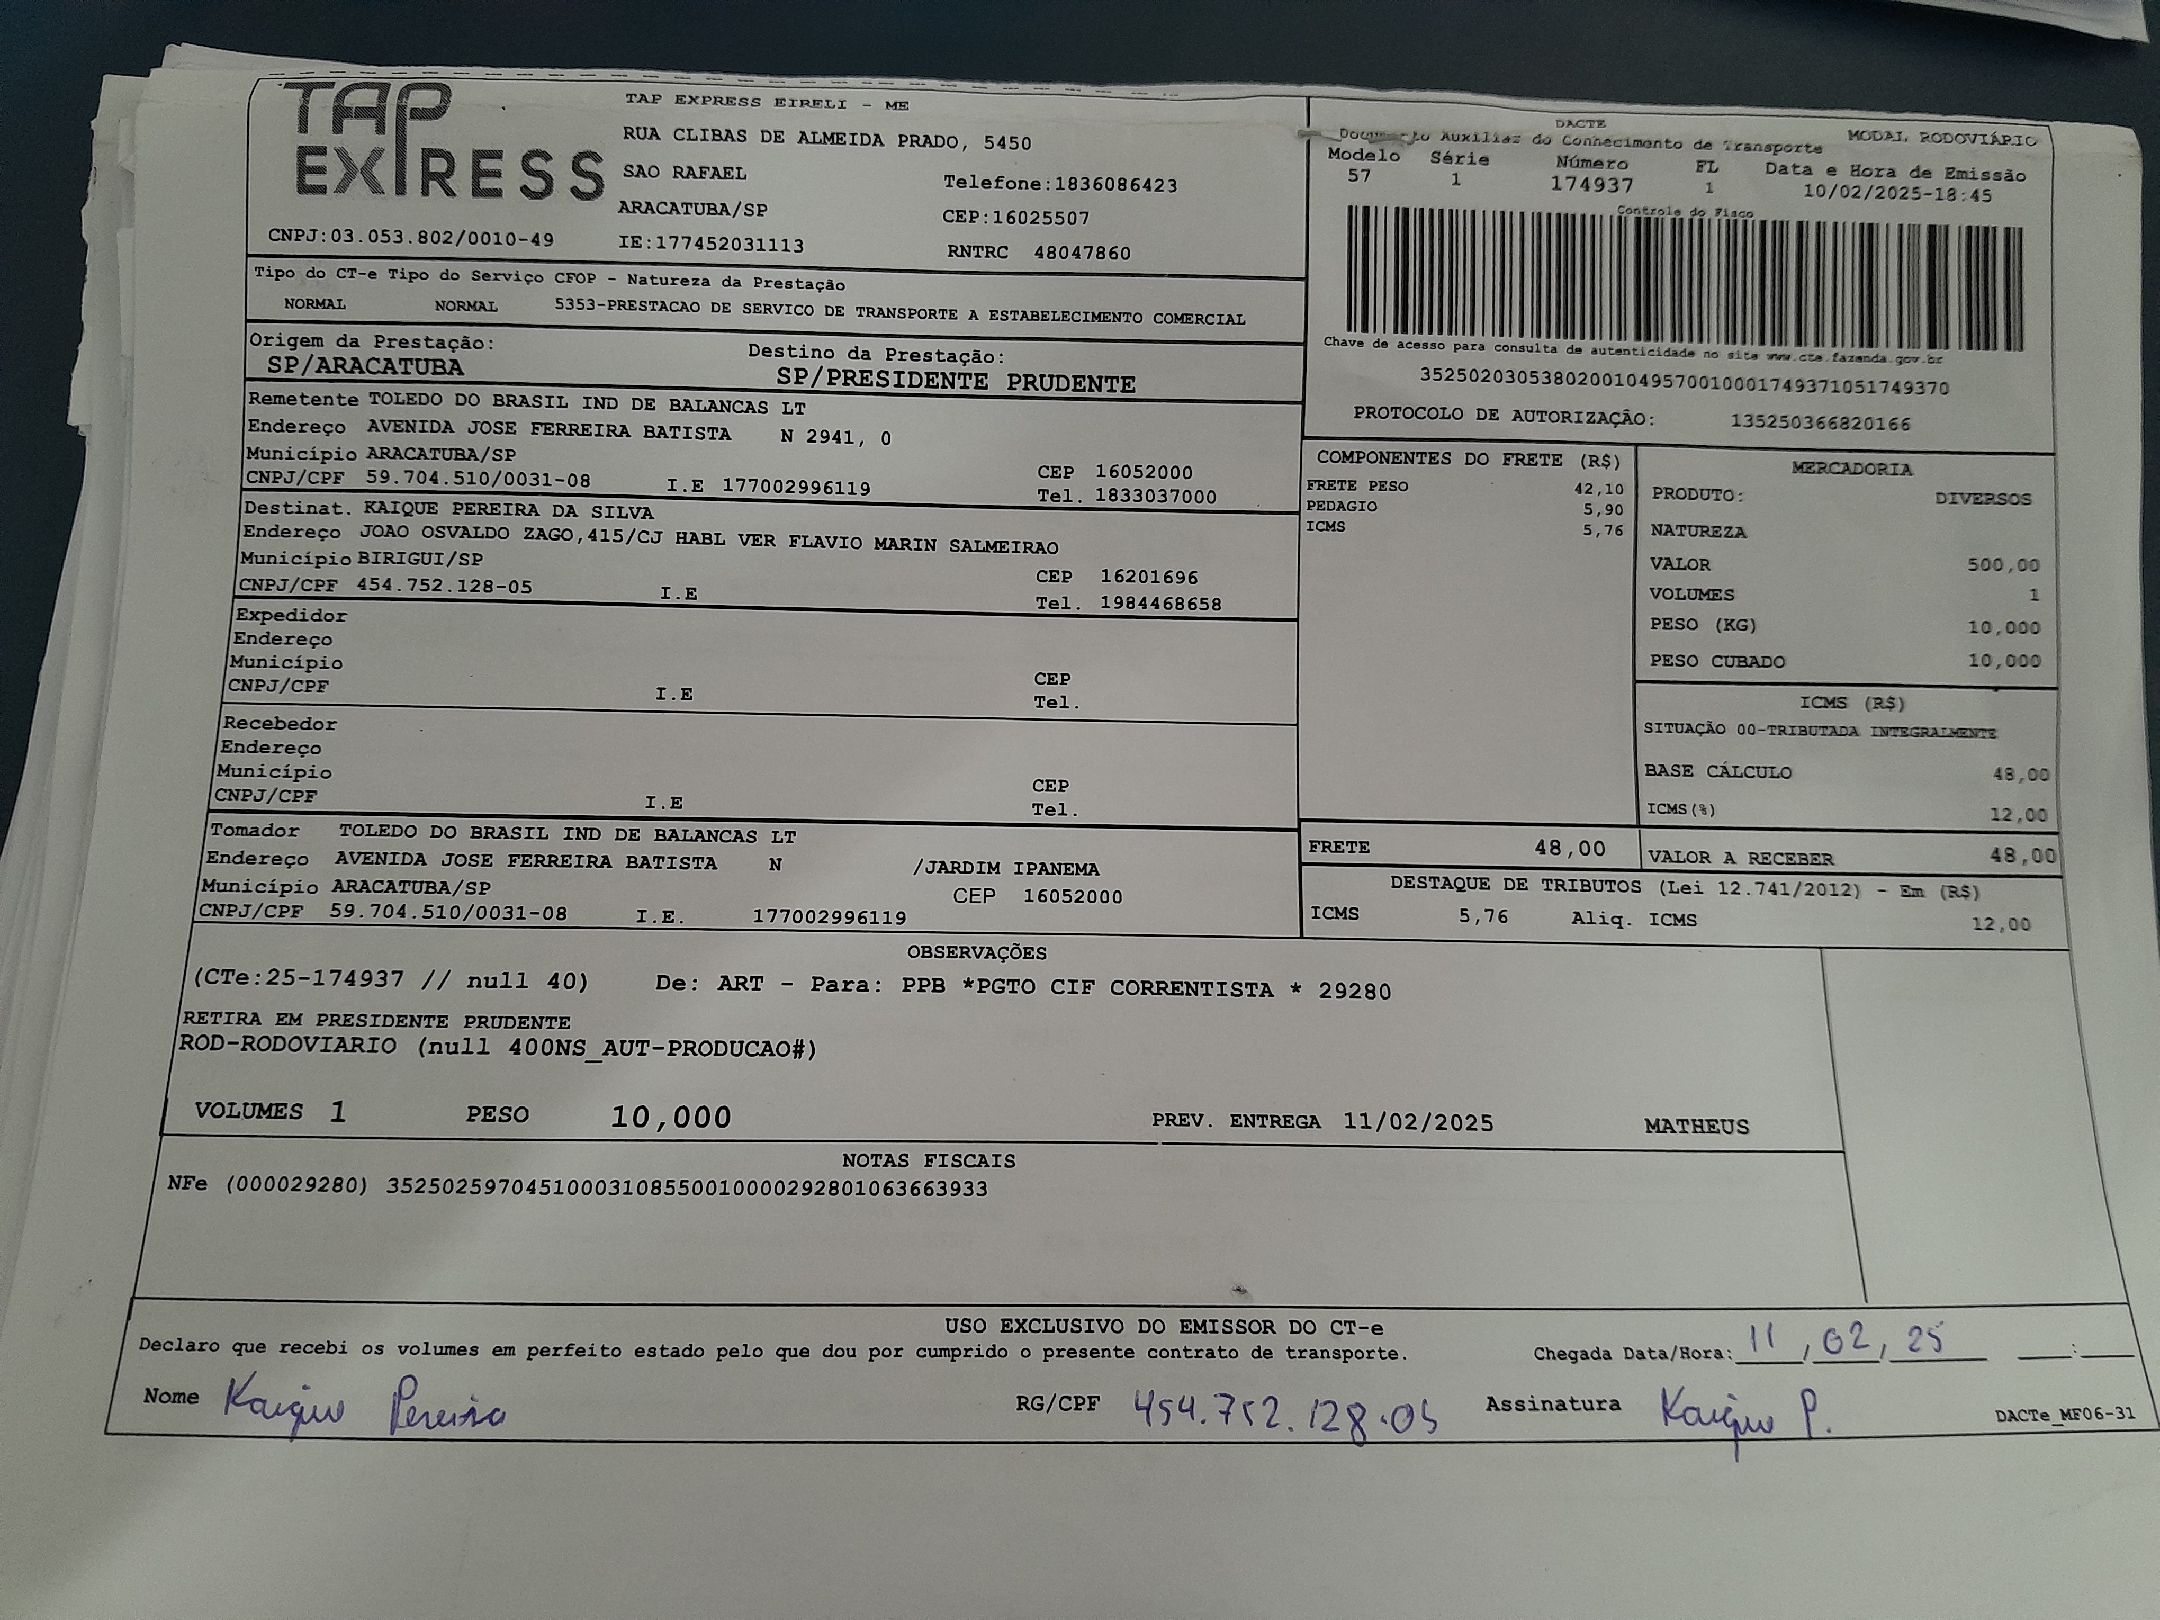 TAP
EXPRESS
TAP EXPRESS EIRELI - ME
RUA CLIBAS DE ALMEIDA PRADO, 5450
SAO RAFAEL
Telefone:1836086423
ARACATUBA/SP
CEP:16025507
CNPJ:03.053.802/0010-49
IE:177452031113
RNTRC 48047860
DACTE
Documento Auxiliar do Conhecimento de Transporte
MODAL RODOVIÁRIO
Modelo Série Número FL Data e Hora de Emissão
57 1 174937 1 10/02/2025-18:45
Controle do Fisco
Chave de acesso para consulta de autenticidade no site www.cte.fazenda.gov.br
35250203053802001049570010001749371051749370
PROTOCOLO DE AUTORIZAÇÃO: 135250366820166
Tipo do CT-e Tipo do Serviço CFOP - Natureza da Prestação
NORMAL NORMAL 5353-PRESTACAO DE SERVICO DE TRANSPORTE A ESTABELECIMENTO COMERCIAL
Origem da Prestação: Destino da Prestação:
SP/ARACATUBA SP/PRESIDENTE PRUDENTE
Remetente TOLEDO DO BRASIL IND DE BALANCAS LT
Endereço AVENIDA JOSE FERREIRA BATISTA N 2941, 0
Município ARACATUBA/SP CEP 16052000
CNPJ/CPF 59.704.510/0031-08 I.E 177002996119 Tel. 1833037000
Destinat. KAIQUE PEREIRA DA SILVA
Endereço JOAO OSVALDO ZAGO,415/CJ HABL VER FLAVIO MARIN SALMEIRAO
Município BIRIGUI/SP CEP 16201696
CNPJ/CPF 454.752.128-05 I.E Tel. 1984468658
Expedidor
Endereço
Município CEP
CNPJ/CPF I.E Tel.
Recebedor
Endereço
Município CEP
CNPJ/CPF I.E Tel.
Tomador TOLEDO DO BRASIL IND DE BALANCAS LT
Endereço AVENIDA JOSE FERREIRA BATISTA N /JARDIM IPANEMA
Município ARACATUBA/SP CEP 16052000
CNPJ/CPF 59.704.510/0031-08 I.E. 177002996119
COMPONENTES DO FRETE (R$)
FRETE PESO 42,10
PEDAGIO 5,90
ICMS 5,76
MERCADORIA
PRODUTO: DIVERSOS
NATUREZA
VALOR 500,00
VOLUMES 1
PESO (KG) 10,000
PESO CUBADO 10,000
ICMS (R$)
SITUAÇÃO 00-TRIBUTADA INTEGRALMENTE
BASE CÁLCULO 48,00
ICMS(%) 12,00
FRETE 48,00 VALOR A RECEBER 48,00
DESTAQUE DE TRIBUTOS (Lei 12.741/2012) - Em (R$)
ICMS 5,76 Aliq. ICMS 12,00
OBSERVAÇÕES
(CTe:25-174937 // null 40) De: ART - Para: PPB *PGTO CIF CORRENTISTA * 29280
RETIRA EM PRESIDENTE PRUDENTE
ROD-RODOVIARIO (null 400NS_AUT-PRODUCAO#)
VOLUMES 1 PESO 10,000 PREV. ENTREGA 11/02/2025 MATHEUS
NOTAS FISCAIS
NFe (000029280) 35250259704510003108550010000292801063663933
USO EXCLUSIVO DO EMISSOR DO CT-e
Declaro que recebi os volumes em perfeito estado pelo que dou por cumprido o presente contrato de transporte. Chegada Data/Hora: 11/02/25 :
Nome Kaique Pereira RG/CPF 454.752.128.05 Assinatura Kaique P.
DACTe_MF06-31